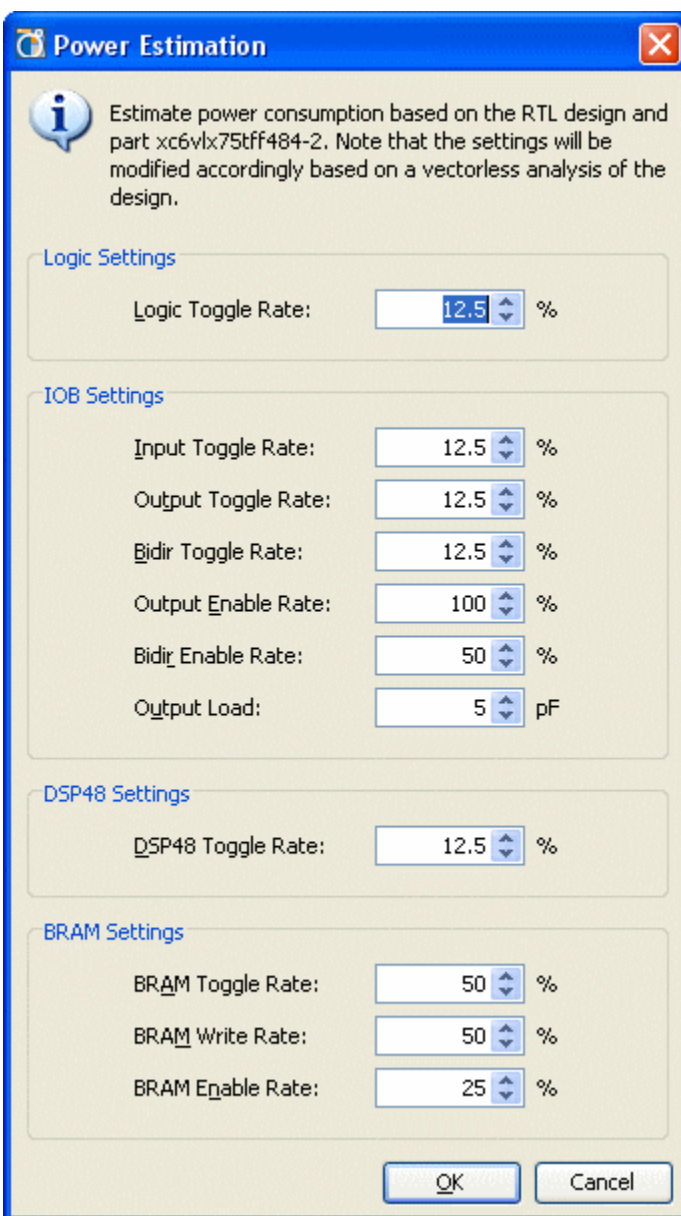 Power Estimation
Estimate power consumption based on the RTL design and
part xc6vlx75tff484-2. Note that the settings will be
modified accordingly based on a vectorless analysis of the
design.
Logic Settings
Logic Toggle Rate: 12.5 %
IOB Settings
Input Toggle Rate: 12.5 %
Output Toggle Rate: 12.5 %
Bidir Toggle Rate: 12.5 %
Output Enable Rate: 100 %
Bidir Enable Rate: 50 %
Output Load: 5 pF
DSP48 Settings
DSP48 Toggle Rate: 12.5 %
BRAM Settings
BRAM Toggle Rate: 50 %
BRAM Write Rate: 50 %
BRAM Enable Rate: 25 %
OK Cancel